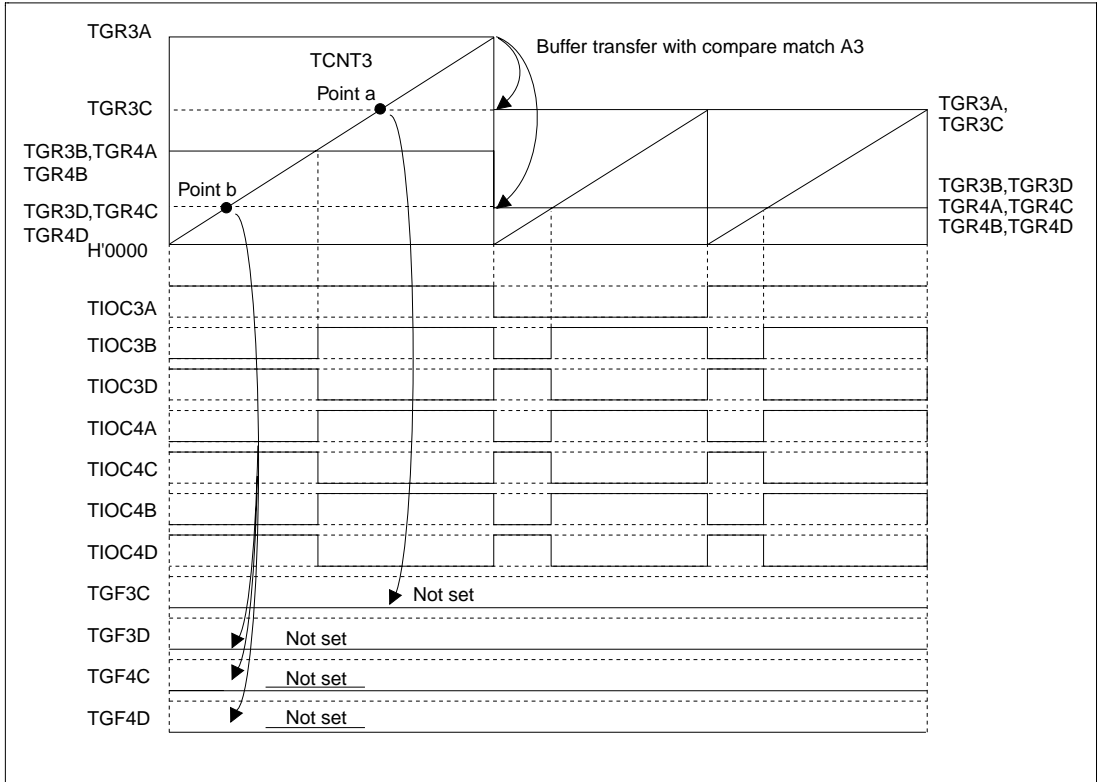 TGR3A
TCNT3
Buffer transfer with compare match A3
Point a
TGR3C
TGR3A,
TGR3C
TGR3B,TGR4A
TGR4B
Point b
TGR3D,TGR4C
TGR4D
H'0000
TGR3B,TGR3D
TGR4A,TGR4C
TGR4B,TGR4D
TIOC3A
TIOC3B
TIOC3D
TIOC4A
TIOC4C
TIOC4B
TIOC4D
TGF3C
Not set
TGF3D
Not set
TGF4C
Not set
TGF4D
Not set